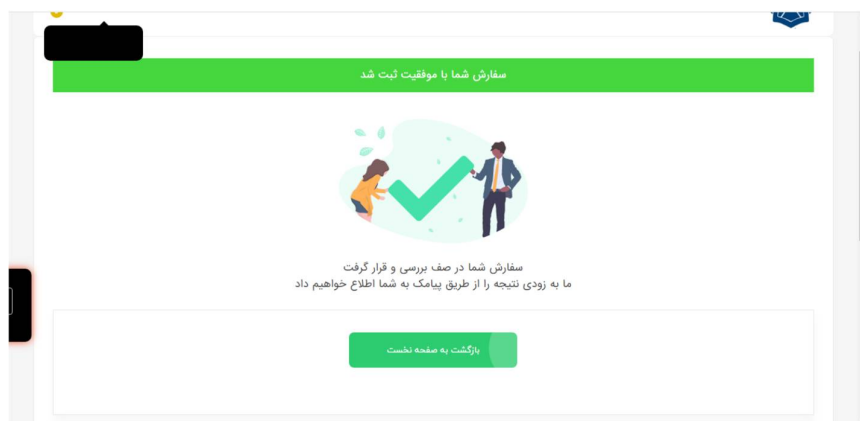 سفارش شما با موفقیت ثبت شد
سفارش شما در صف بررسی و قرار گرفت
ما به زودی نتیجه را از طریق پیامک به شما اطلاع خواهیم داد
بازگشت به صفحه نخست